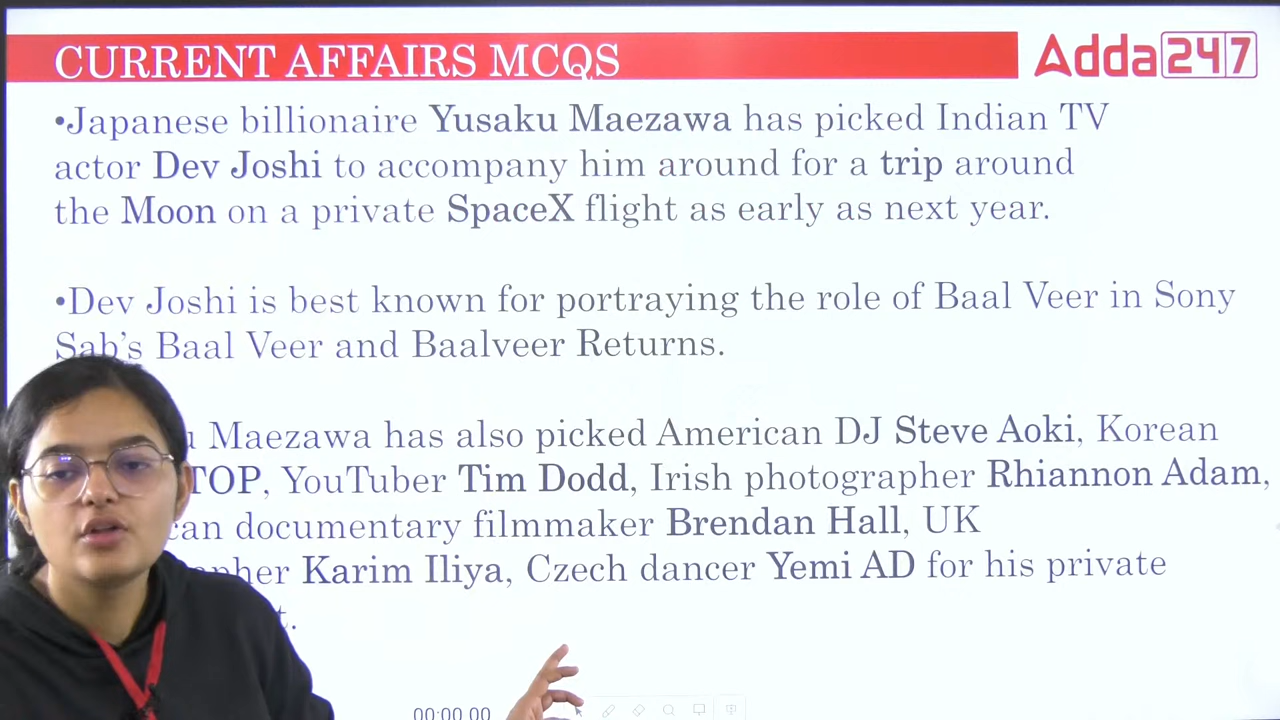 CURRENT AFFAIRS MCQS
Adda247
•Japanese billionaire Yusaku Maezawa has picked Indian TV
actor Dev Joshi to accompany him around for a trip around
the Moon on a private SpaceX flight as early as next year.
•Dev Joshi is best known for portraying the role of Baal Veer in Sony
Sab’s Baal Veer and Baalveer Returns.
Maezawa has also picked American DJ Steve Aoki, Korean
TOP, YouTuber Tim Dodd, Irish photographer Rhiannon Adam,
documentary filmmaker Brendan Hall, UK
Karim Iliya, Czech dancer Yemi AD for his private
00:00.00